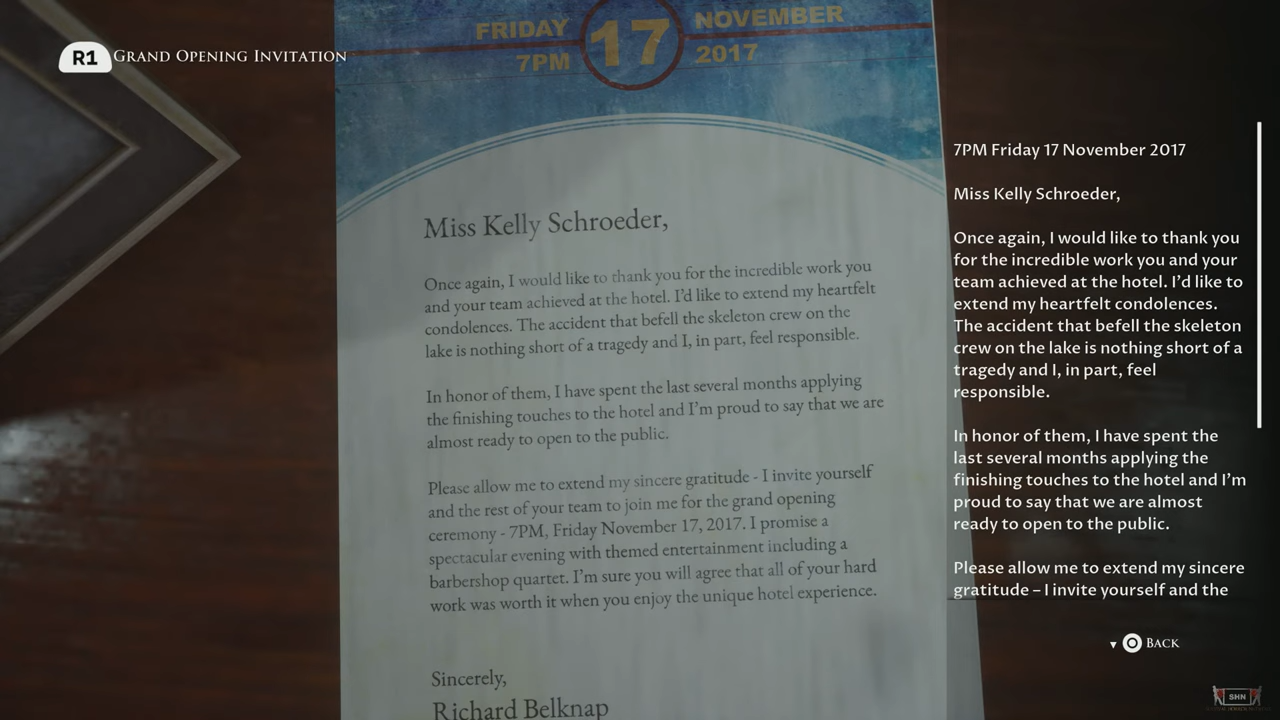 R1 GRAND OPENING INVITATION
FRIDAY 17 NOVEMBER
7PM 2017
Miss Kelly Schroeder,
Once again, I would like to thank you for the incredible work you
and your team achieved at the hotel. I'd like to extend my heartfelt
condolences. The accident that befell the skeleton crew on the
lake is nothing short of a tragedy and I, in part, feel responsible.
In honor of them, I have spent the last several months applying
the finishing touches to the hotel and I'm proud to say that we are
almost ready to open to the public.
Please allow me to extend my sincere gratitude - I invite yourself
and the rest of your team to join me for the grand opening
ceremony - 7PM, Friday November 17, 2017. I promise a
spectacular evening with themed entertainment including a
barbershop quartet. I'm sure you will agree that all of your hard
work was worth it when you enjoy the unique hotel experience.
Sincerely,
Richard Belknap
7PM Friday 17 November 2017
Miss Kelly Schroeder,
Once again, I would like to thank you
for the incredible work you and your
team achieved at the hotel. I'd like to
extend my heartfelt condolences.
The accident that befell the skeleton
crew on the lake is nothing short of a
tragedy and I, in part, feel
responsible.
In honor of them, I have spent the
last several months applying the
finishing touches to the hotel and I'm
proud to say that we are almost
ready to open to the public.
Please allow me to extend my sincere
gratitude – I invite yourself and the
BACK
SHN